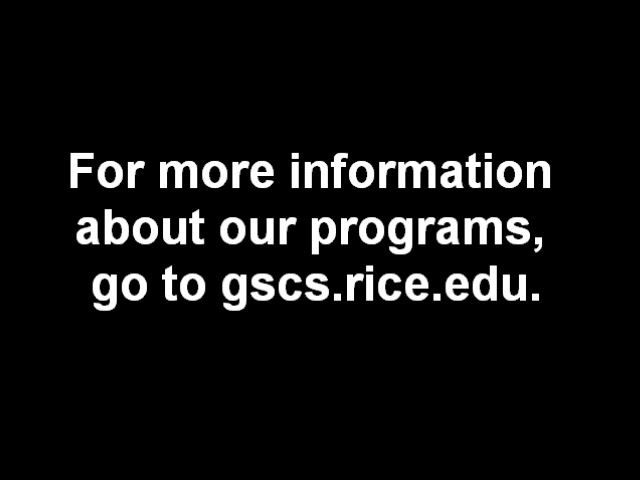 For more information
about our programs,
go to gscs.rice.edu.